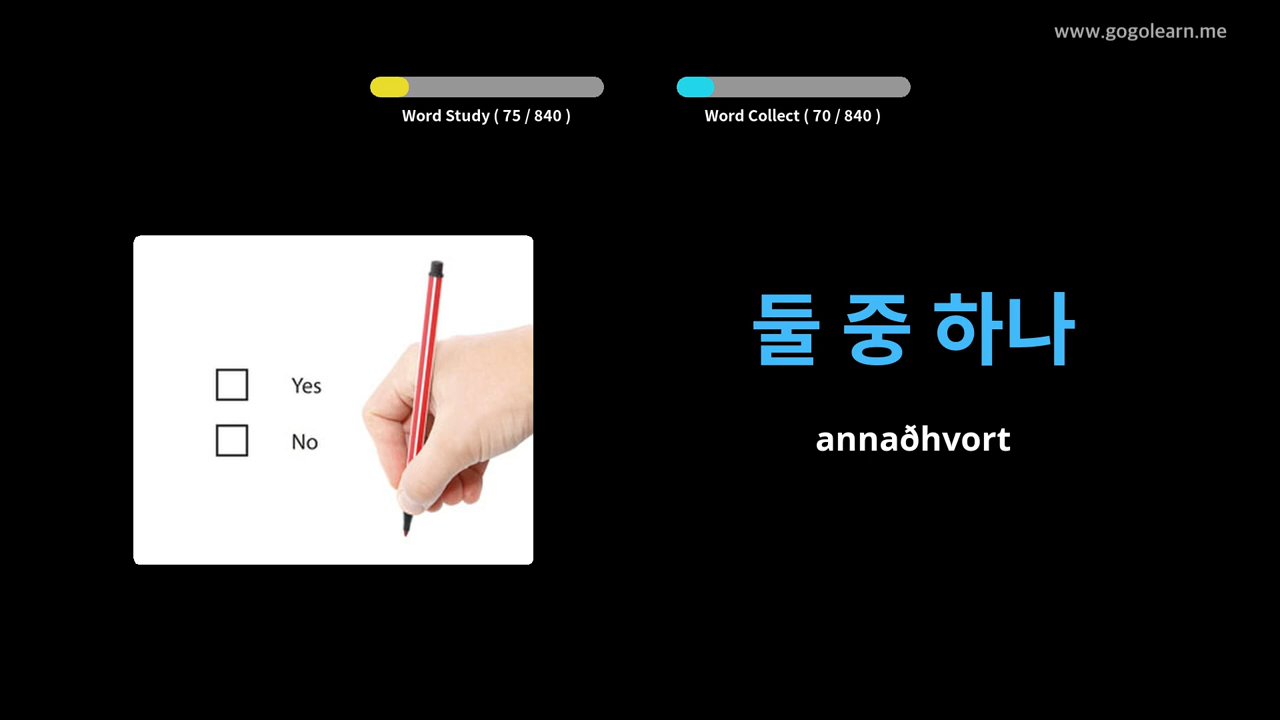 www.gogolearn.me
Word Study ( 75 / 840 )
Word Collect ( 70 / 840 )
Yes
No
둘 중 하나
annaðhvort